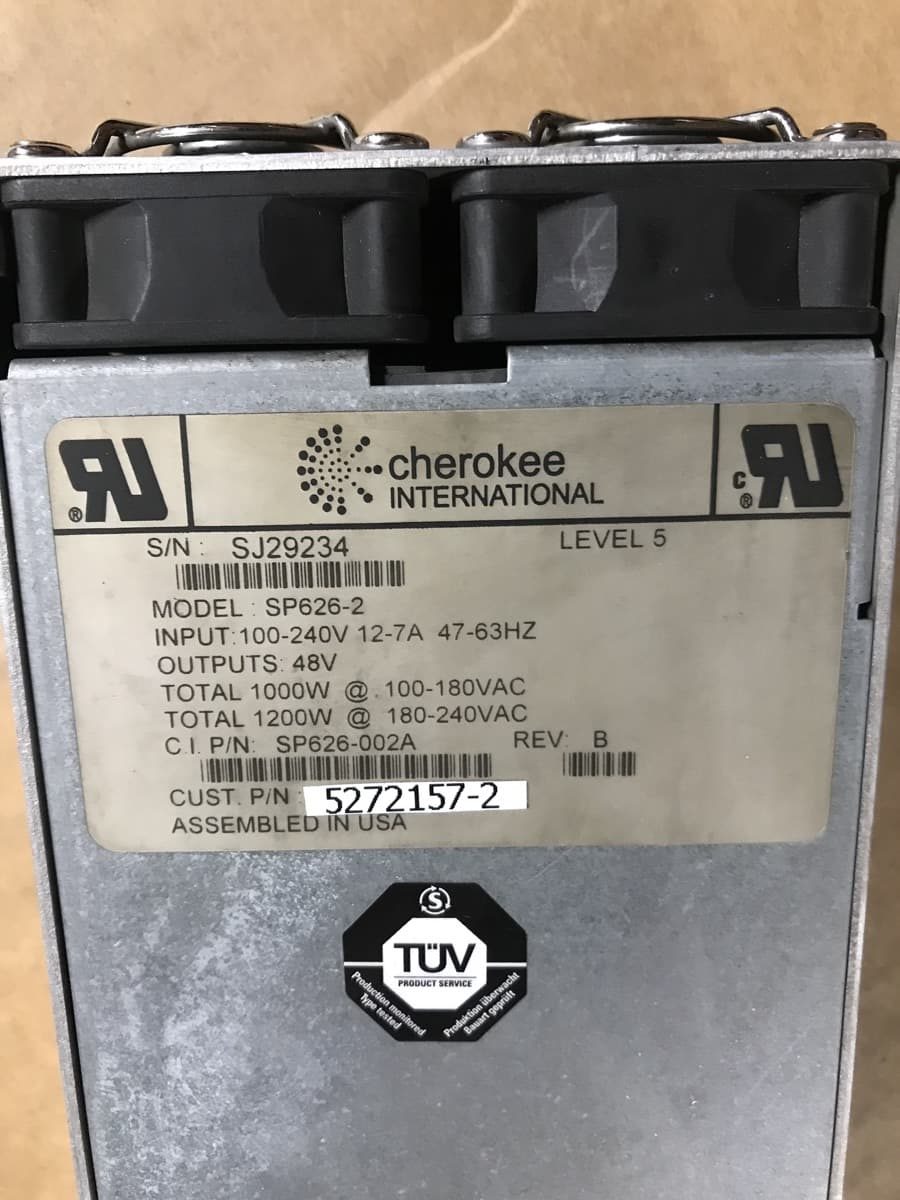 cherokee
INTERNATIONAL
S/N : SJ29234 LEVEL 5
MODEL : SP626-2
INPUT:100-240V 12-7A 47-63HZ
OUTPUTS: 48V
TOTAL 1000W @ 100-180VAC
TOTAL 1200W @ 180-240VAC
C.I. P/N: SP626-002A REV: B
CUST. P/N : 5272157-2
ASSEMBLED IN USA
S
TÜV
PRODUCT SERVICE
Production monitored
Type tested
Produktion überwacht
Bauart geprüft